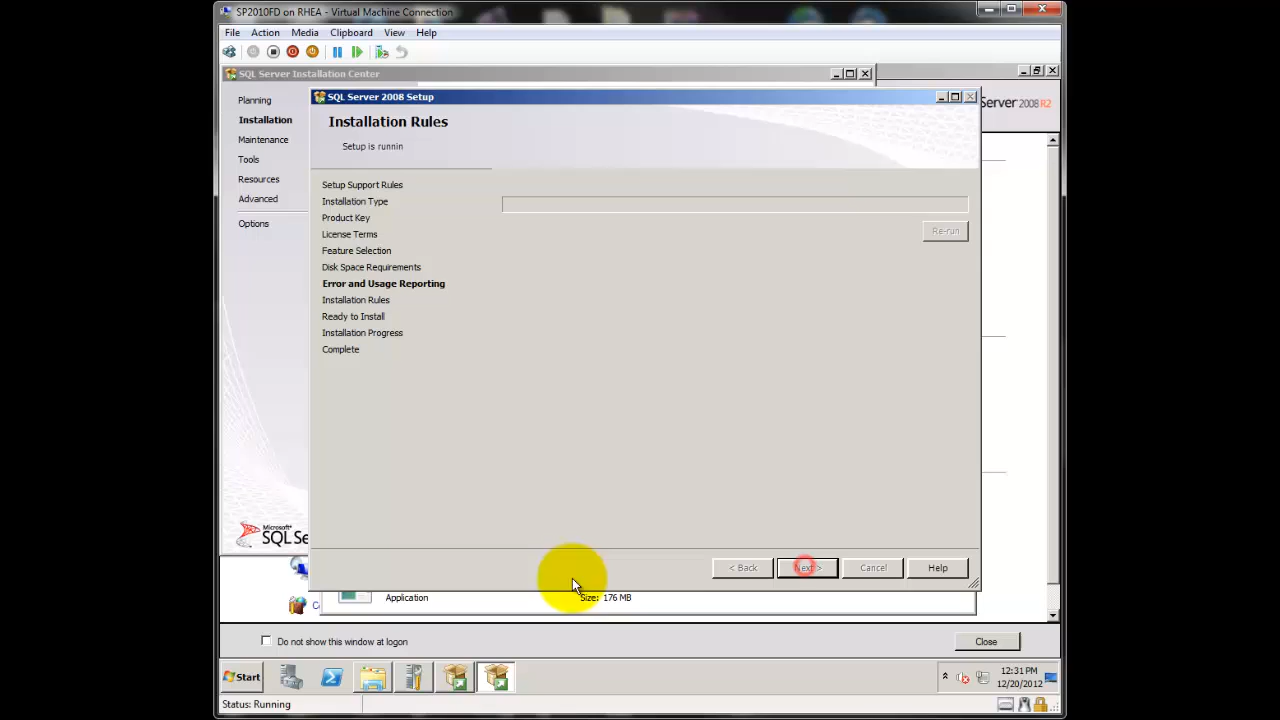 SP2010FD on RHEA - Virtual Machine Connection
File Action Media Clipboard View Help
SQL Server Installation Center
Server 2008 R2
Planning
Installation
Maintenance
Tools
Resources
Advanced
Options
Microsoft®
SQL Se
SQL Server 2008 Setup
Installation Rules
Setup is runnin
Setup Support Rules
Installation Type
Product Key
License Terms
Feature Selection
Disk Space Requirements
Error and Usage Reporting
Installation Rules
Ready to Install
Installation Progress
Complete
Re-run
< Back
Next >
Cancel
Help
Application
Size: 176 MB
Do not show this window at logon
Close
Start
12:31 PM
12/20/2012
Status: Running